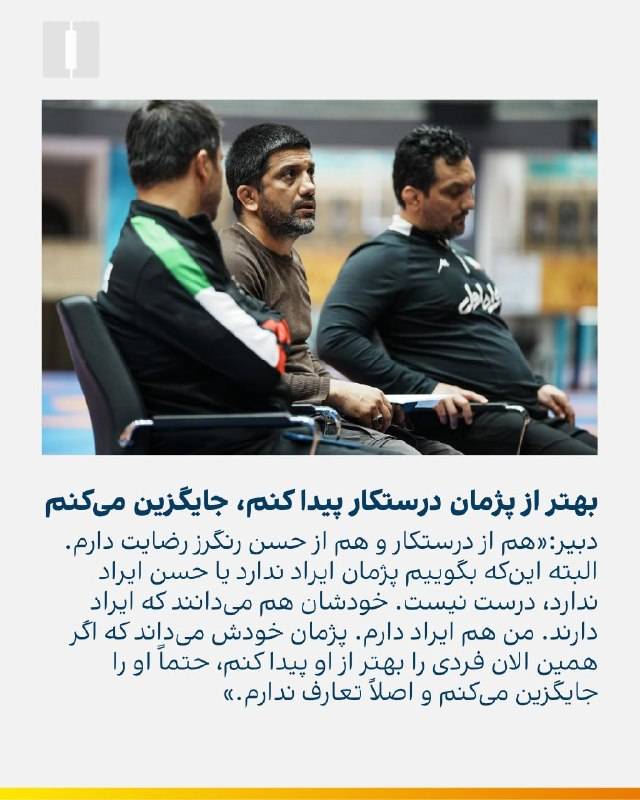 همراه اول
بهتر از پژمان درستکار پیدا کنم، جایگزین می‌کنم
دبیر:«هم از درستکار و هم از حسن رنگرز رضایت دارم.
البته این‌که بگوییم پژمان ایراد ندارد یا حسن ایراد
ندارد، درست نیست. خودشان هم می‌دانند که ایراد
دارند. من هم ایراد دارم. پژمان خودش می‌داند که اگر
همین الان فردی را بهتر از او پیدا کنم، حتماً او را
جایگزین می‌کنم و اصلاً تعارف ندارم.»